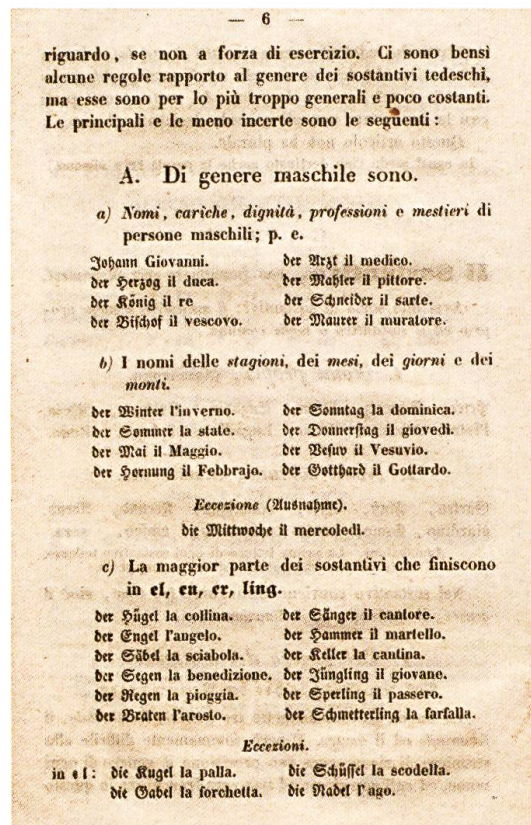 — 6 —
riguardo, se non a forza di esercizio. Ci sono bensì
alcune regole rapporto al genere dei sostantivi tedeschi,
ma esse sono per lo più troppo generali e poco costanti.
Le principali e le meno incerte sono le seguenti:
A. Di genere maschile sono.
a) Nomi, cariche, dignità, professioni e mestieri di
persone maschili; p. e.
Johann Giovanni. der Arzt il medico.
der Herzog il duca. der Mahler il pittore.
der König il re der Schneider il sarte.
der Bischof il vescovo. der Maurer il muratore.
b) I nomi delle stagioni, dei mesi, dei giorni e dei
monti.
der Winter l'inverno. der Sonntag la dominica.
der Sommer la state. der Donnerstag il giovedì.
der Mai il Maggio. der Vesuv il Vesuvio.
der Hornung il Febbrajo. der Gotthard il Gottardo.
Eccezione (Ausnahme).
die Mittwoche il mercoledì.
c) La maggior parte dei sostantivi che finiscono
in el, en, er, ling.
der Hügel la collina. der Sänger il cantore.
der Engel l'angelo. der Hammer il martello.
der Säbel la sciabola. der Keller la cantina.
der Segen la benedizione. der Jüngling il giovane.
der Regen la pioggia. der Sperling il passero.
der Braten l'arosto. der Schmetterling la farfalla.
Eccezioni.
in el: die Kugel la palla. die Schüssel la scodella.
die Gabel la forchetta. die Nadel l'ago.